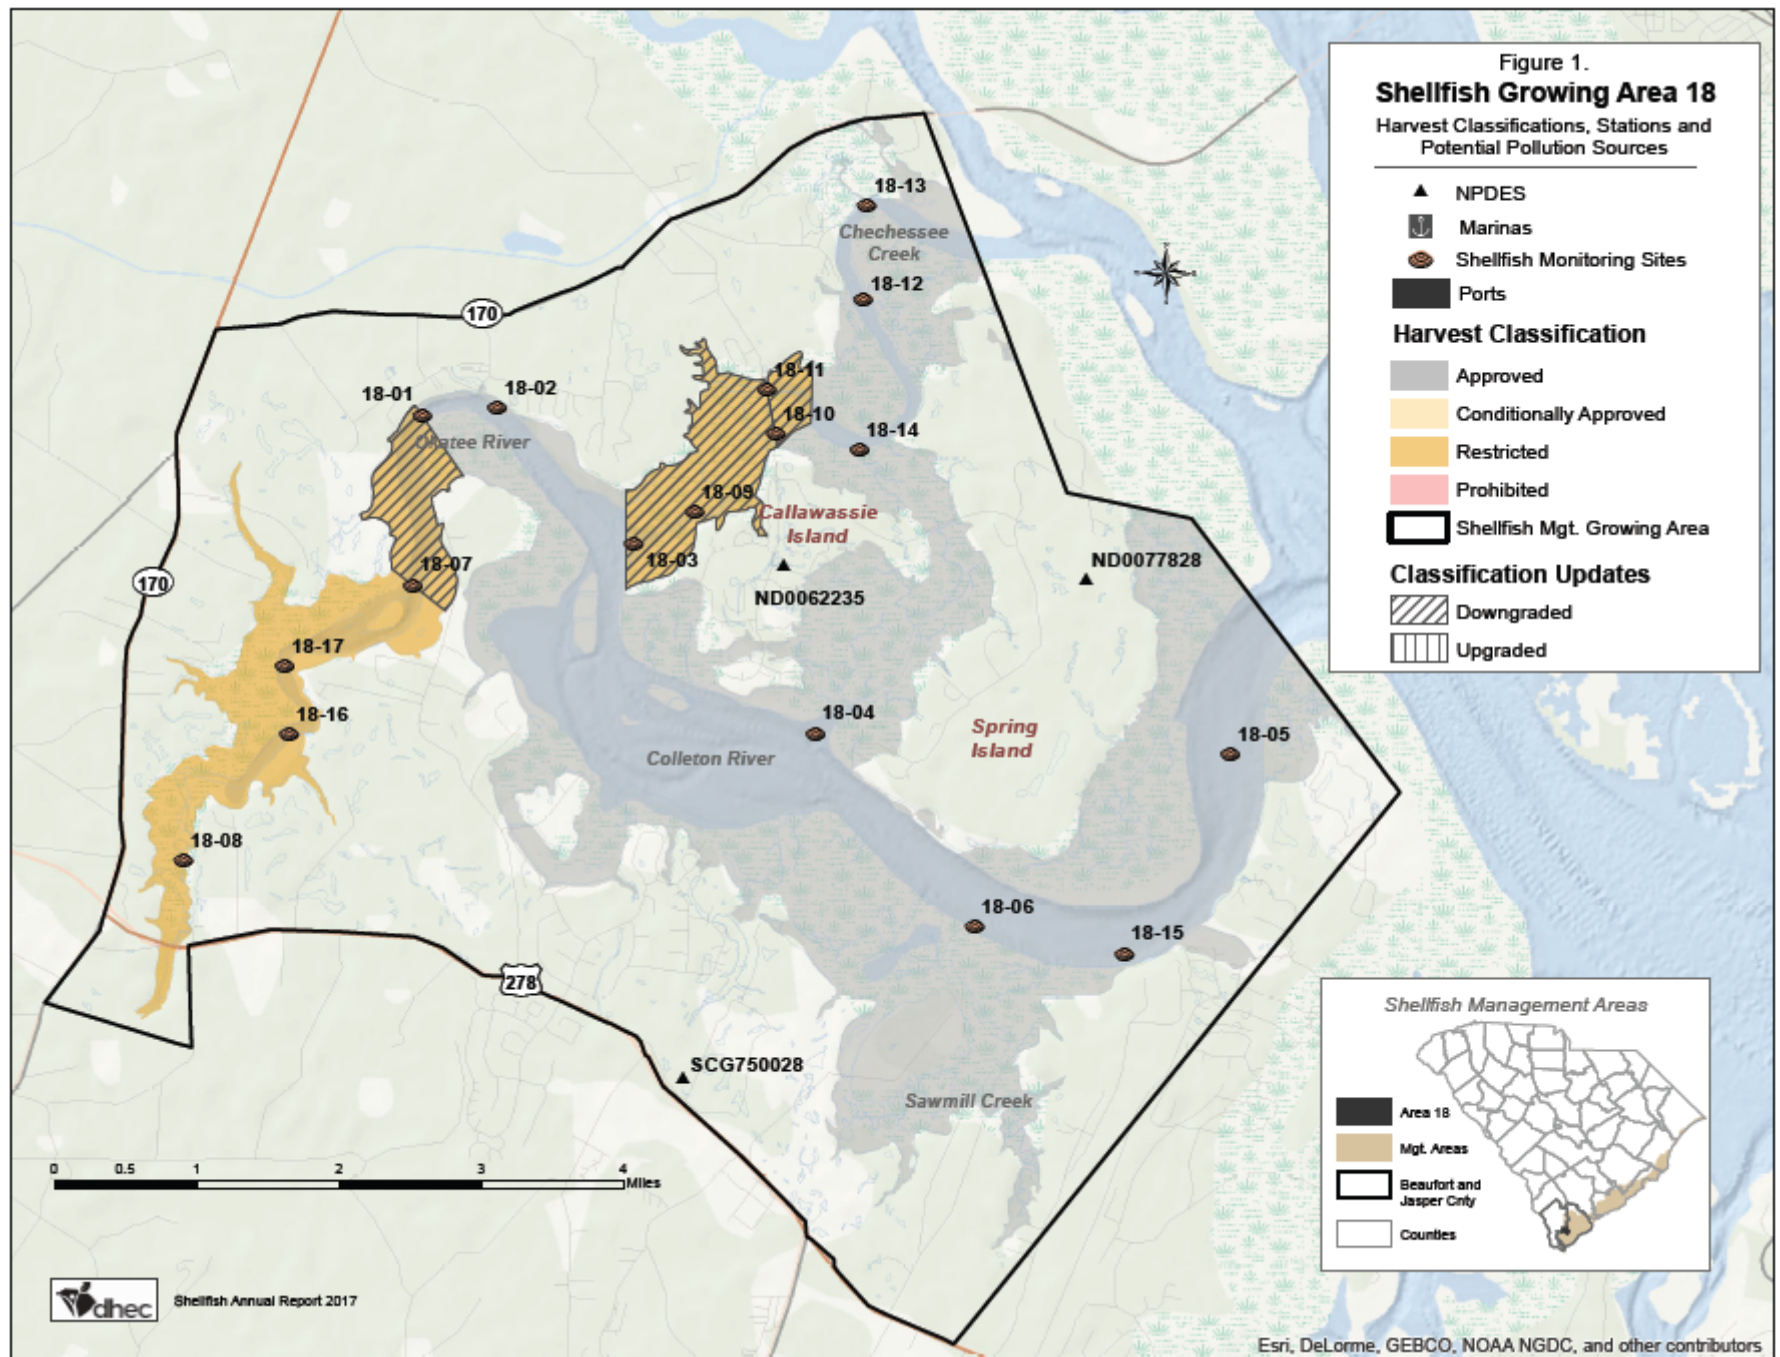 Figure 1.
Shellfish Growing Area 18
Harvest Classifications, Stations and
Potential Pollution Sources
NPDES
Marinas
Shellfish Monitoring Sites
Ports
Harvest Classification
Approved
Conditionally Approved
Restricted
Prohibited
Shellfish Mgt. Growing Area
Classification Updates
Downgraded
Upgraded
18-13
Chechessee
Creek
18-12
170
18-11
18-01
18-02
18-10
Okatee River
18-14
18-09
Callawassie
Island
18-03
ND0077828
18-07
170
ND0062235
18-17
18-16
18-04
Spring
Island
18-05
Colleton River
18-08
18-06
18-15
278
SCG750028
Sawmill Creek
Shellfish Management Areas
Area 18
Mgt. Areas
Beaufort and
Jasper Cnty
Counties
0 0.5 1 2 3 4
Miles
dhec
Shellfish Annual Report 2017
Esri, DeLorme, GEBCO, NOAA NGDC, and other contributors